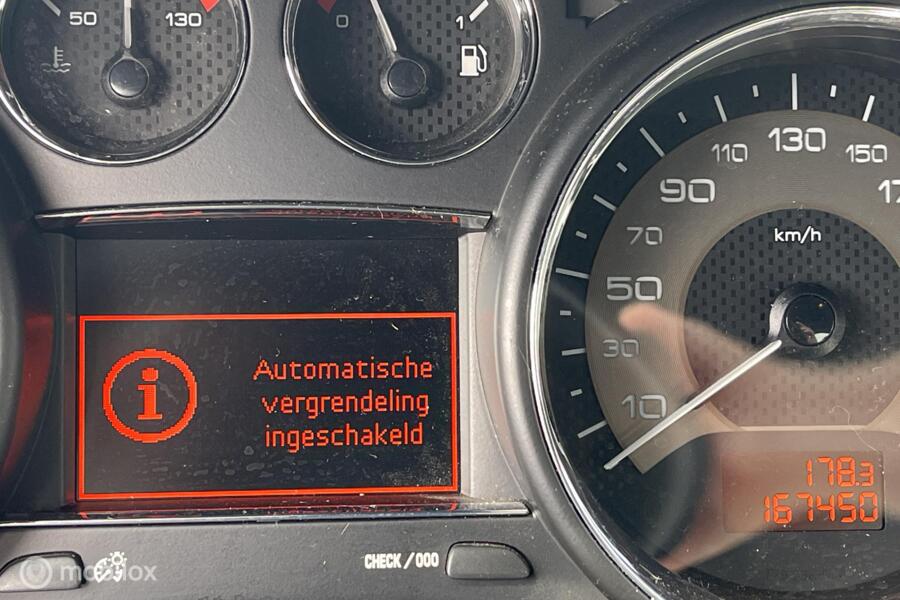 50 130
0 1
Automatische
vergrendeling
ingeschakeld
10
30
50
70
90
110
130
150
km/h
178.3
167450
CHECK / 000